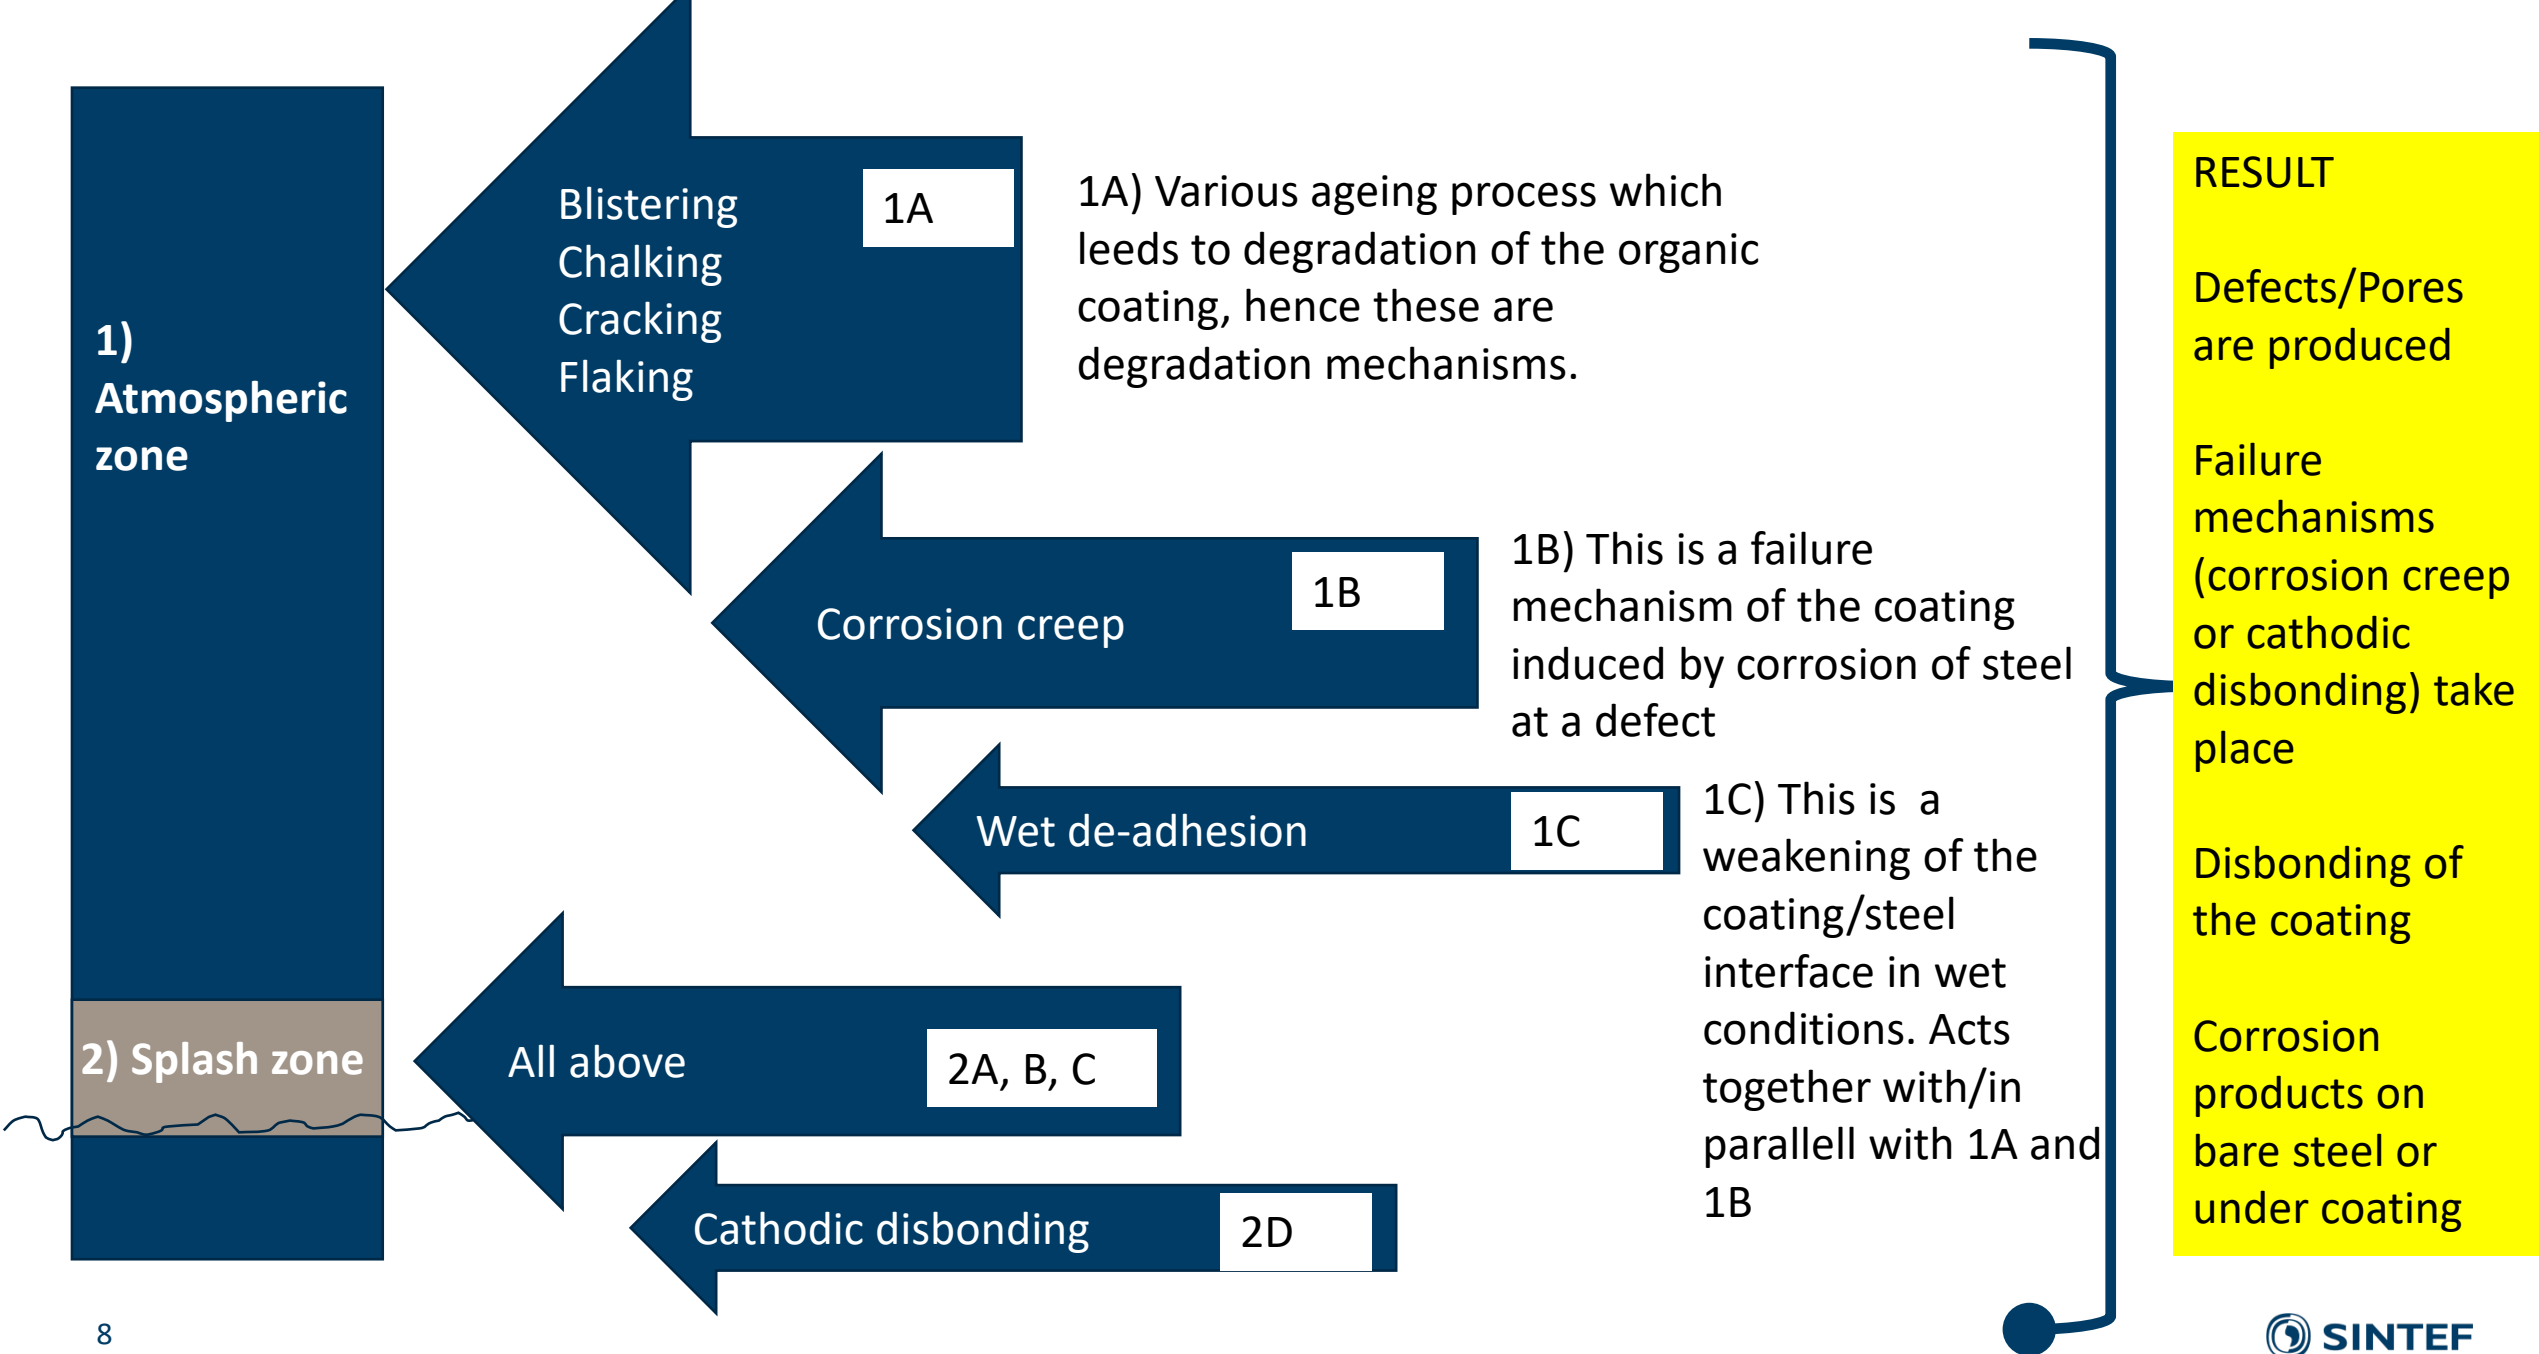 1)
Atmospheric
zone
2) Splash zone
Blistering
Chalking
Cracking
Flaking
1A
1A) Various ageing process which
leeds to degradation of the organic
coating, hence these are
degradation mechanisms.
Corrosion creep
1B
1B) This is a failure
mechanism of the coating
induced by corrosion of steel
at a defect
Wet de-adhesion
1C
1C) This is  a
weakening of the
coating/steel
interface in wet
conditions. Acts
together with/in
parallell with 1A and
1B
All above
2A, B, C
Cathodic disbonding
2D
RESULT
Defects/Pores
are produced
Failure
mechanisms
(corrosion creep
or cathodic
disbonding) take
place
Disbonding of
the coating
Corrosion
products on
bare steel or
under coating
8
SINTEF